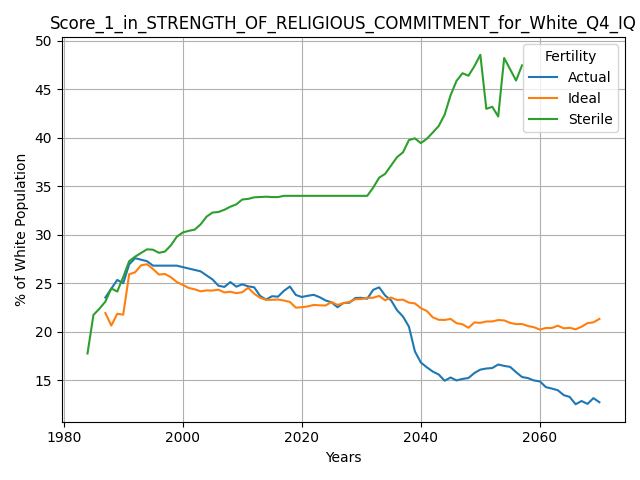 Score_1_in_STRENGTH_OF_RELIGIOUS_COMMITMENT_for_White_Q4_IQ
50
45
40
35
30
25
20
15
% of White Population
Fertility
Actual
Ideal
Sterile
1980
2000
2020
2040
2060
Years